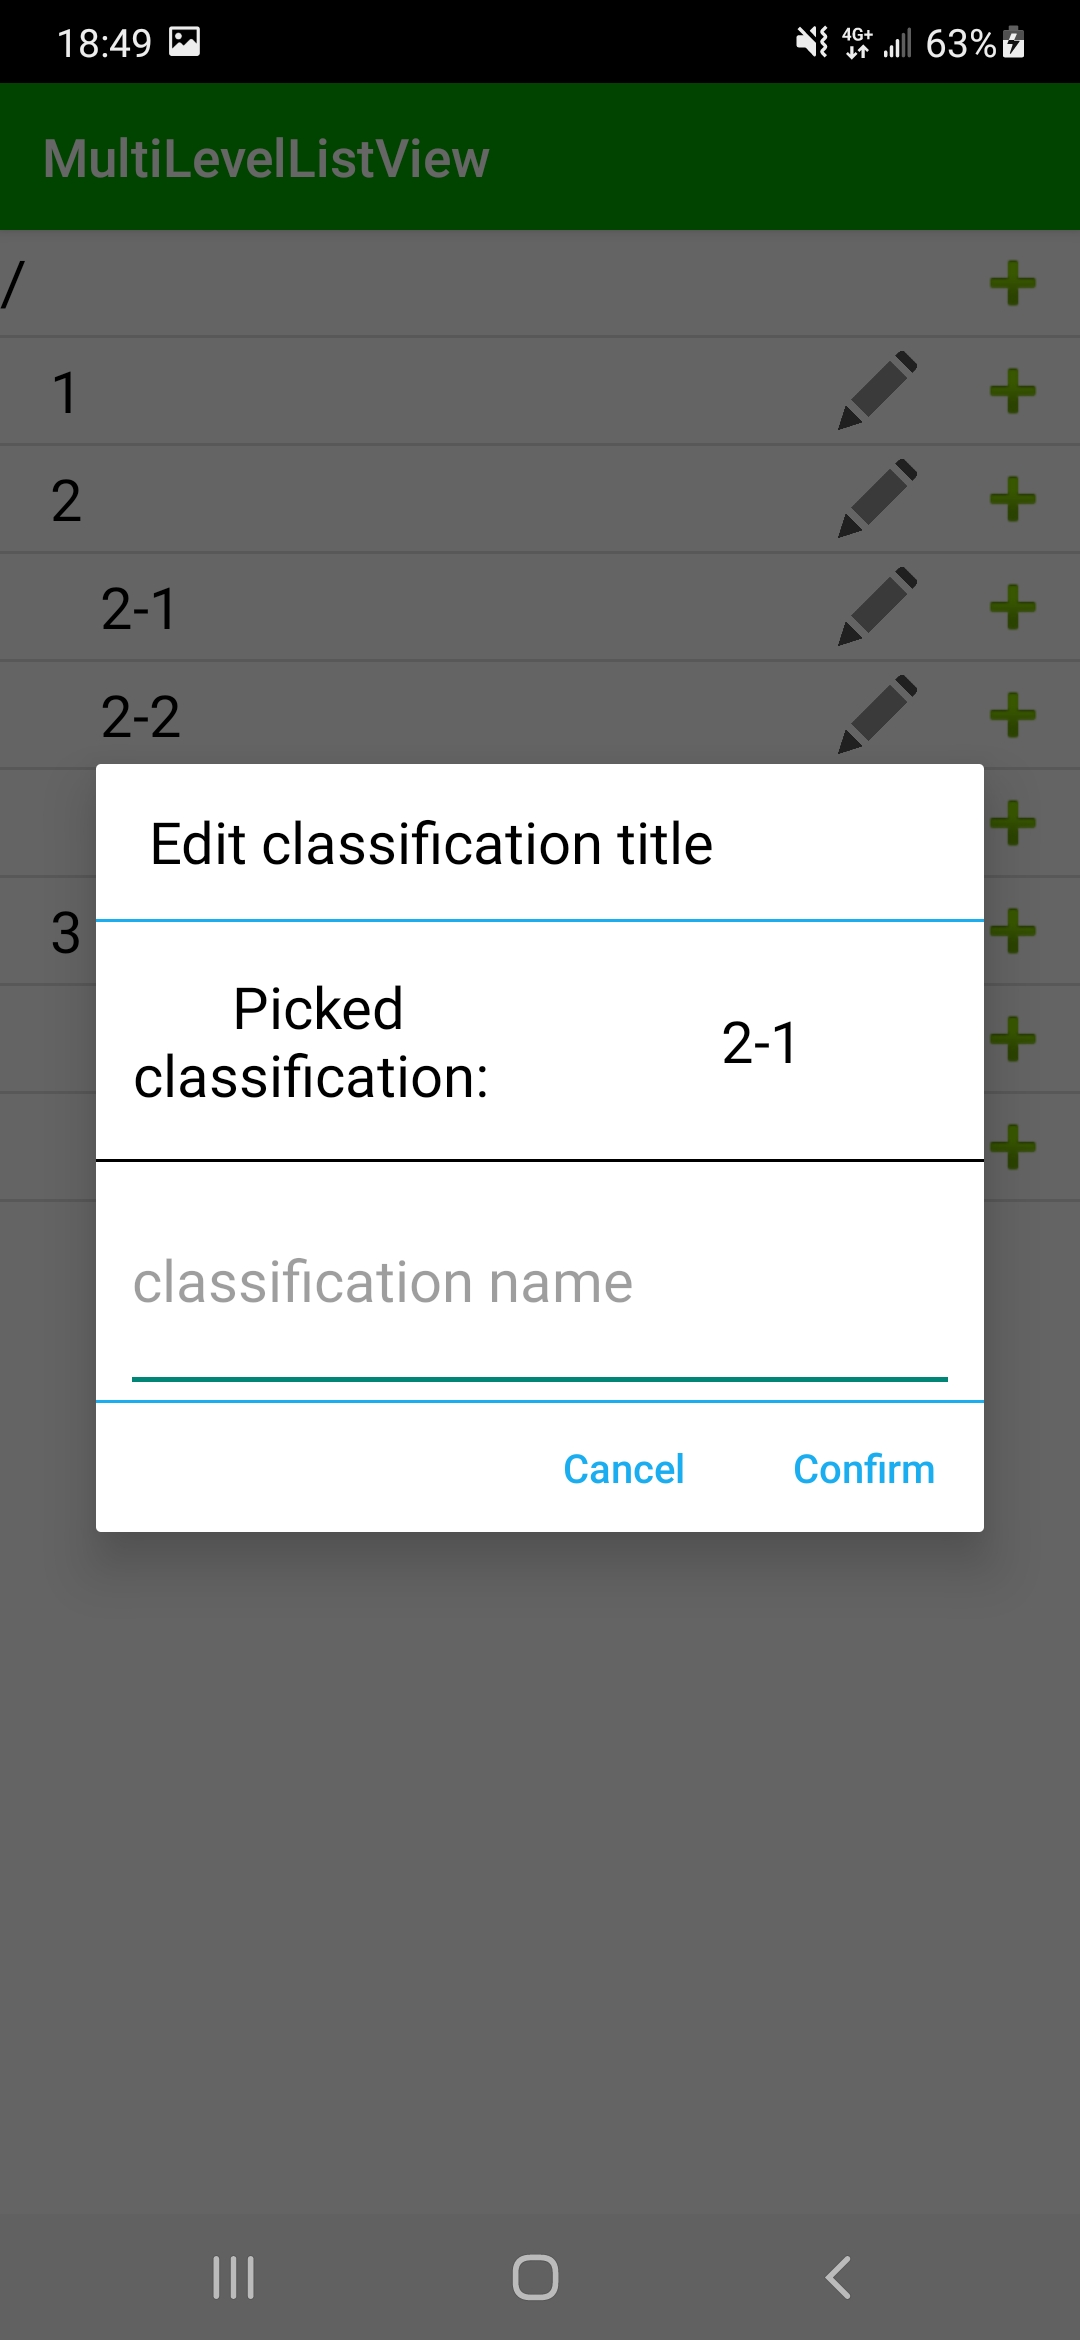 18:49 4G+ 63%
MultiLevelListView
/
1
2
2-1
2-2
3
Edit classification title
Picked
classification:
2-1
classification name
Cancel Confirm